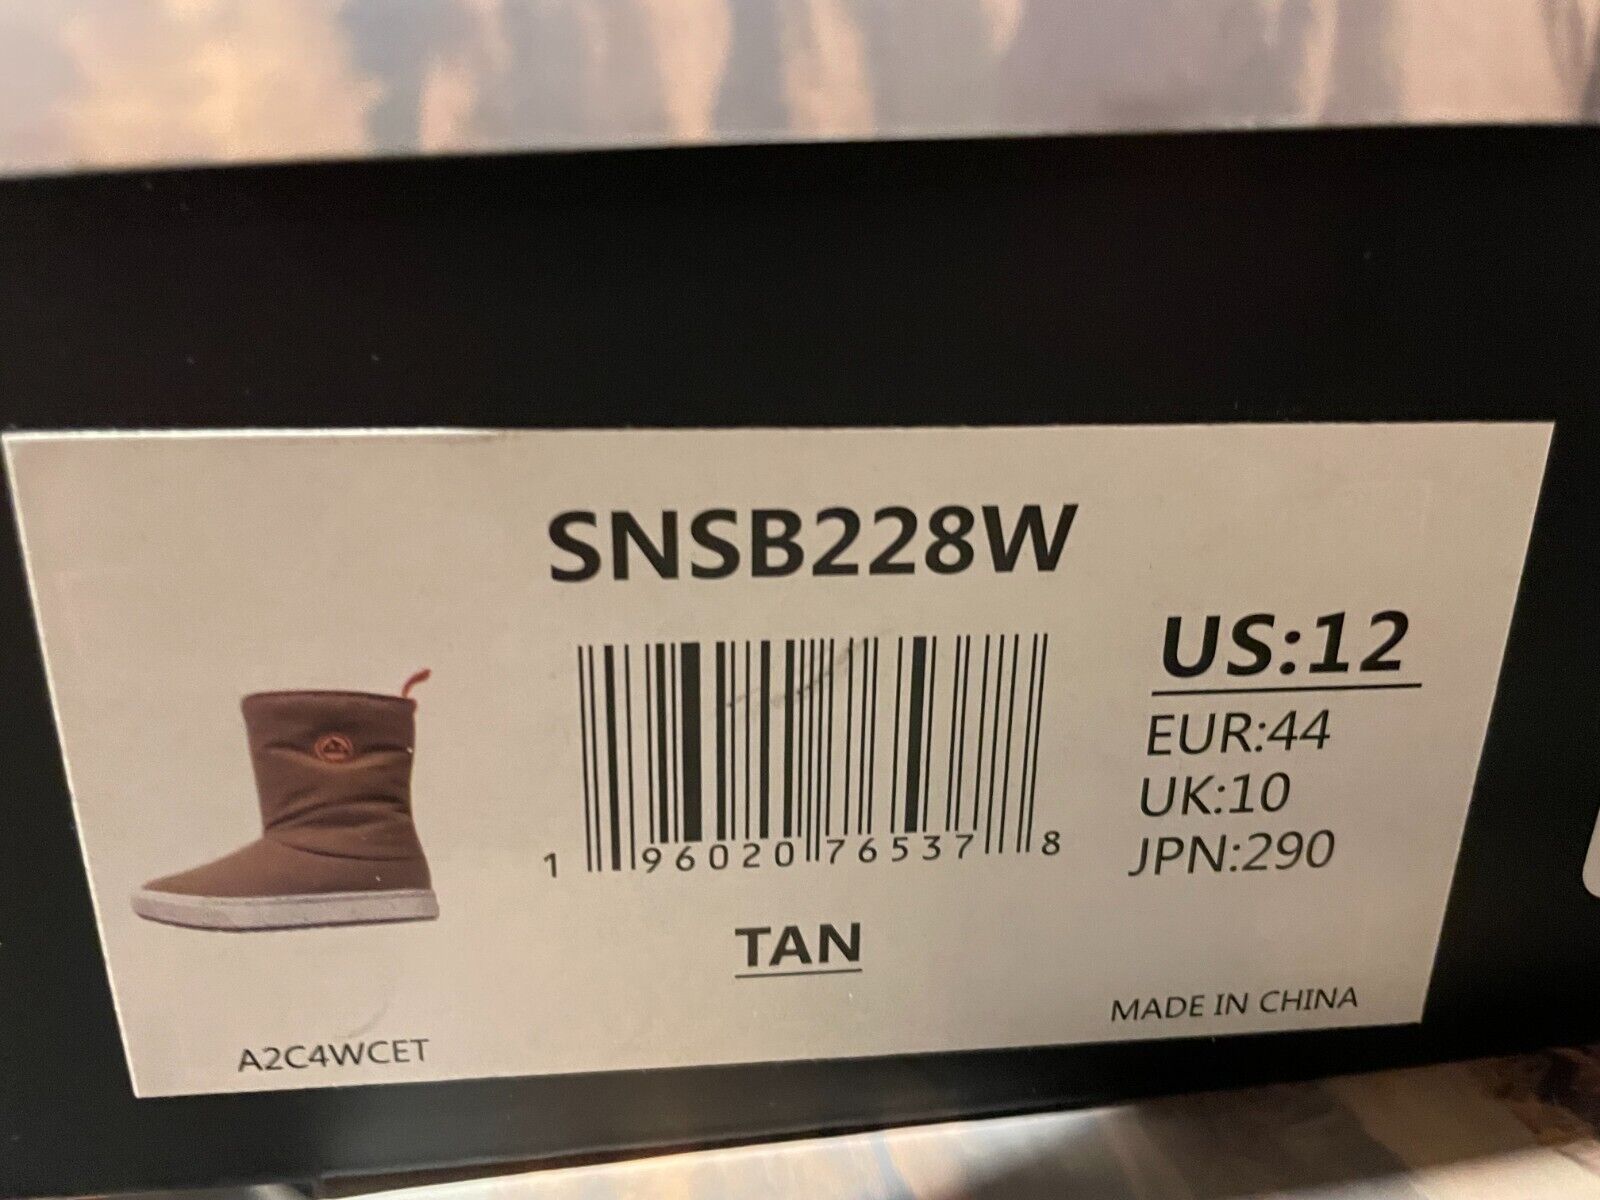 SNSB228W
US:12
EUR:44
UK:10
JPN:290
1 96020 76537 8
TAN
MADE IN CHINA
A2C4WCET